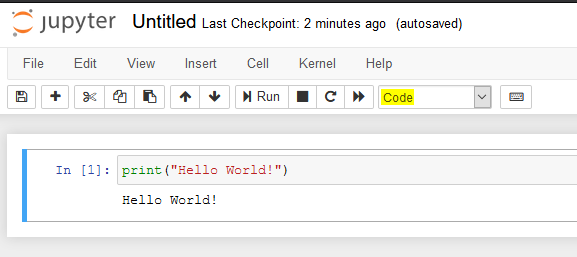 jupyter Untitled Last Checkpoint: 2 minutes ago (autosaved)
File Edit View Insert Cell Kernel Help
Run Code
In [1]: print("Hello World!")
Hello World!